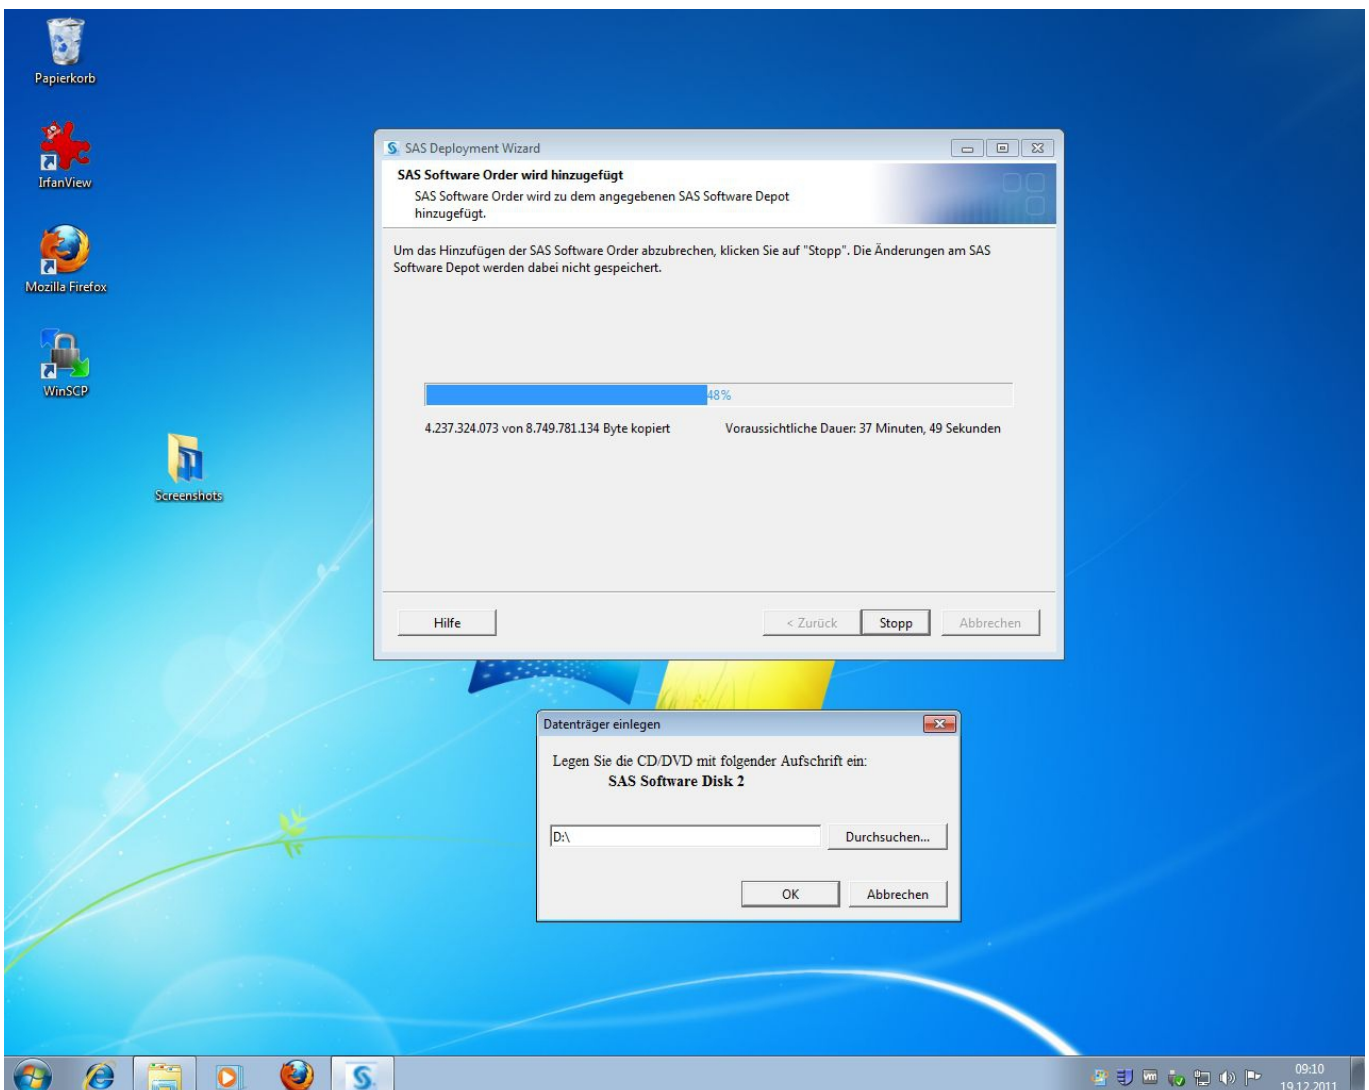 Papierkorb
IrfanView
Mozilla Firefox
WinSCP
Screenshots
SAS Deployment Wizard
SAS Software Order wird hinzugefügt
SAS Software Order wird zu dem angegebenen SAS Software Depot
hinzugefügt.
Um das Hinzufügen der SAS Software Order abzubrechen, klicken Sie auf "Stopp". Die Änderungen am SAS
Software Depot werden dabei nicht gespeichert.
48%
4.237.324.073 von 8.749.781.134 Byte kopiert Voraussichtliche Dauer: 37 Minuten, 49 Sekunden
Hilfe < Zurück Stopp Abbrechen
Datenträger einlegen
Legen Sie die CD/DVD mit folgender Aufschrift ein:
SAS Software Disk 2
D:\ Durchsuchen...
OK Abbrechen
09:10
19.12.2011